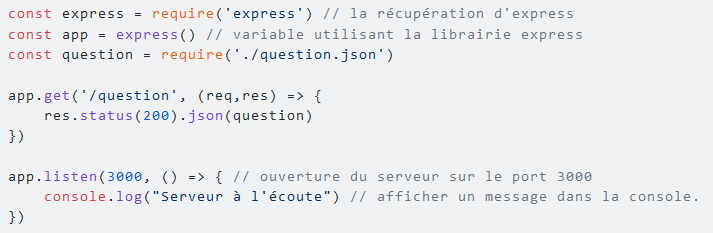 const express = require('express') // la récupération d'express
const app = express() // variable utilisant la librairie express
const question = require('./question.json')
app.get('/question', (req,res) => {
    res.status(200).json(question)
})
app.listen(3000, () => { // ouverture du serveur sur le port 3000
    console.log("Serveur à l'écoute") // afficher un message dans la console.
})